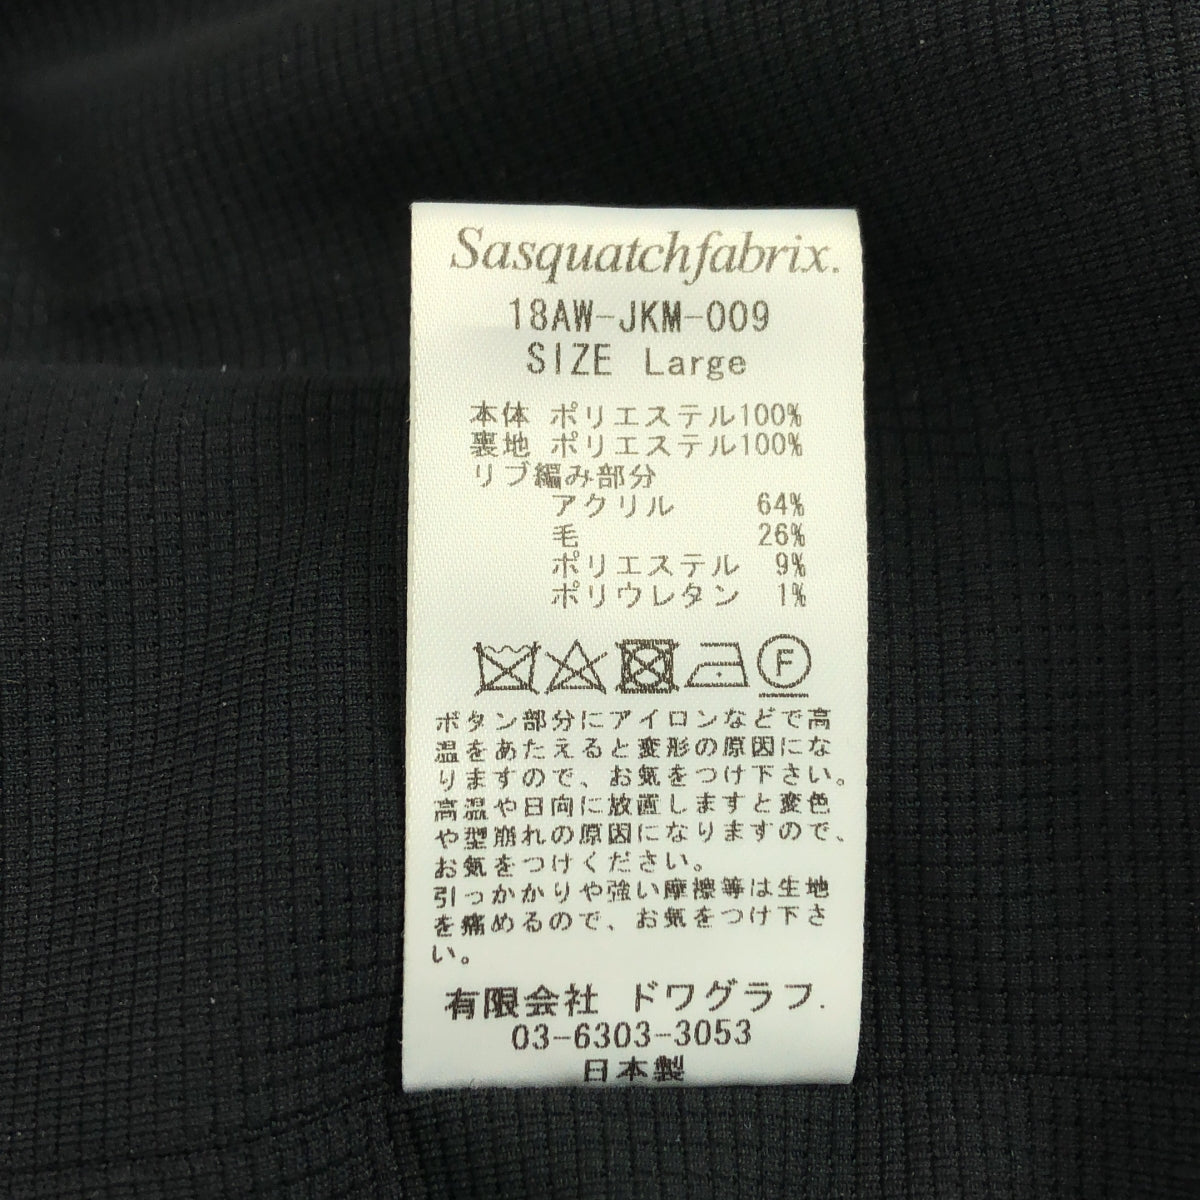 Sasquatchfabrix.
18AW-JKM-009
SIZE Large
本体 ポリエステル100%
裏地 ポリエステル100%
リブ編み部分
アクリル 64%
毛 26%
ポリエステル 9%
ポリウレタン 1%
F
ボタン部分にアイロンなどで高
温をあたえると変形の原因にな
りますので、お気をつけ下さい。
高温や日向に放置しますと変色
や型崩れの原因になりますので、
お気をつけください。
引っかかりや強い摩擦等は生地
を痛めるので、お気をつけ下さ
い。
有限会社 ドワグラフ.
03-6303-3053
日本製